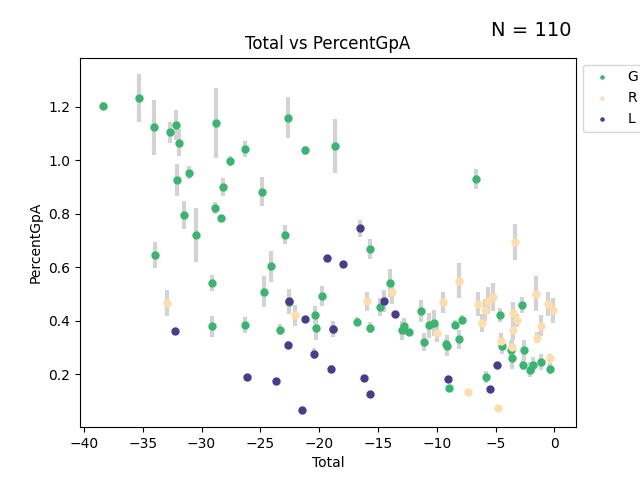 N = 110
Total vs PercentGpA
G
R
L
1.2
1.0
0.8
0.6
0.4
0.2
PercentGpA
−40 −35 −30 −25 −20 −15 −10 −5 0
Total